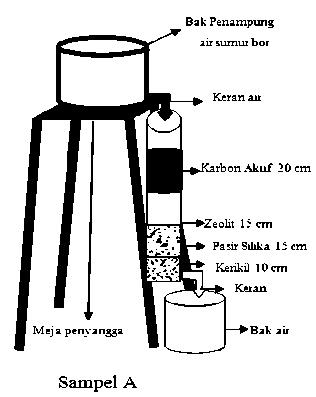 Bak Penampung
air sumur bor
Keran air
Karbon Aktif 20 cm
Zeolit 15 cm
Pasir Silika 15 cm
Kerikil 10 cm
Keran
Meja penyangga
Bak air
Sampel A